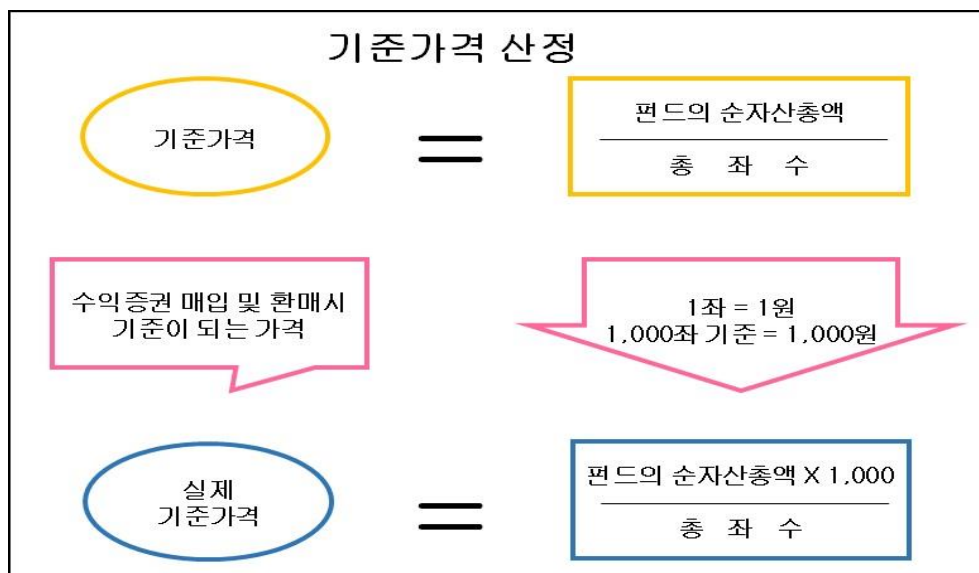 기준가격 산정
기준가격
=
펀드의 순자산총액
총 좌 수
수익증권 매입 및 환매시
기준이 되는 가격
1좌 = 1원
1,000좌 기준 = 1,000원
실제
기준가격
=
펀드의 순자산총액 X 1,000
총 좌 수